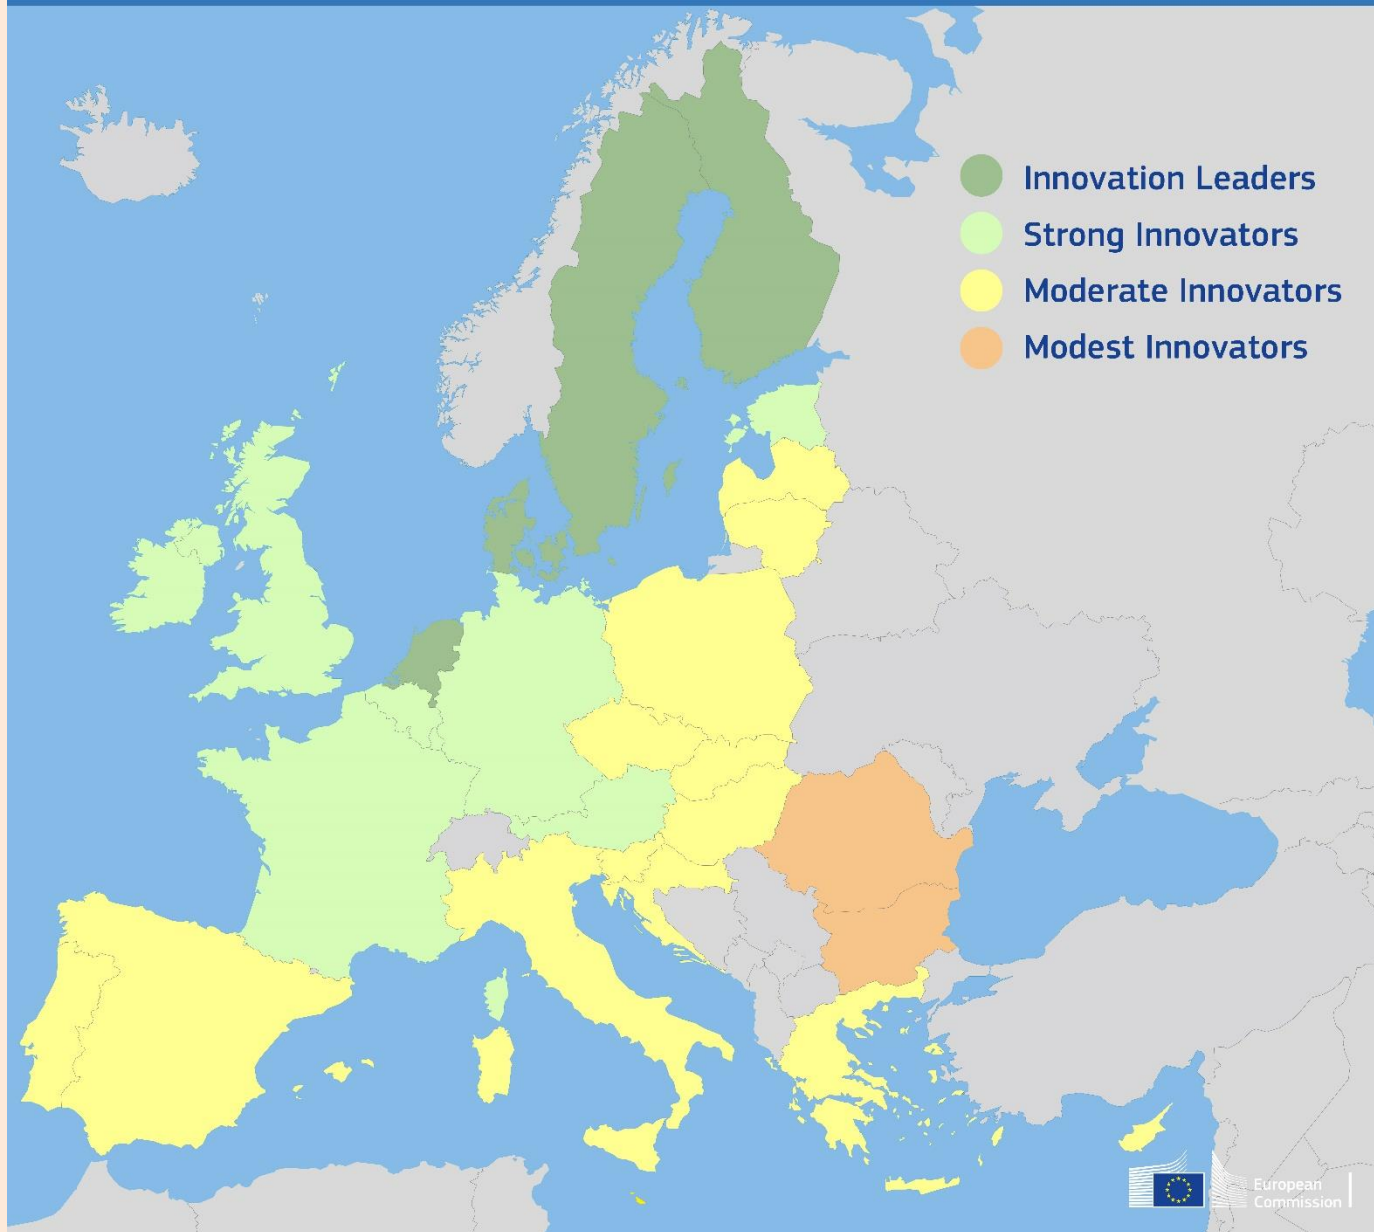 Innovation Leaders
Strong Innovators
Moderate Innovators
Modest Innovators
European
Commission